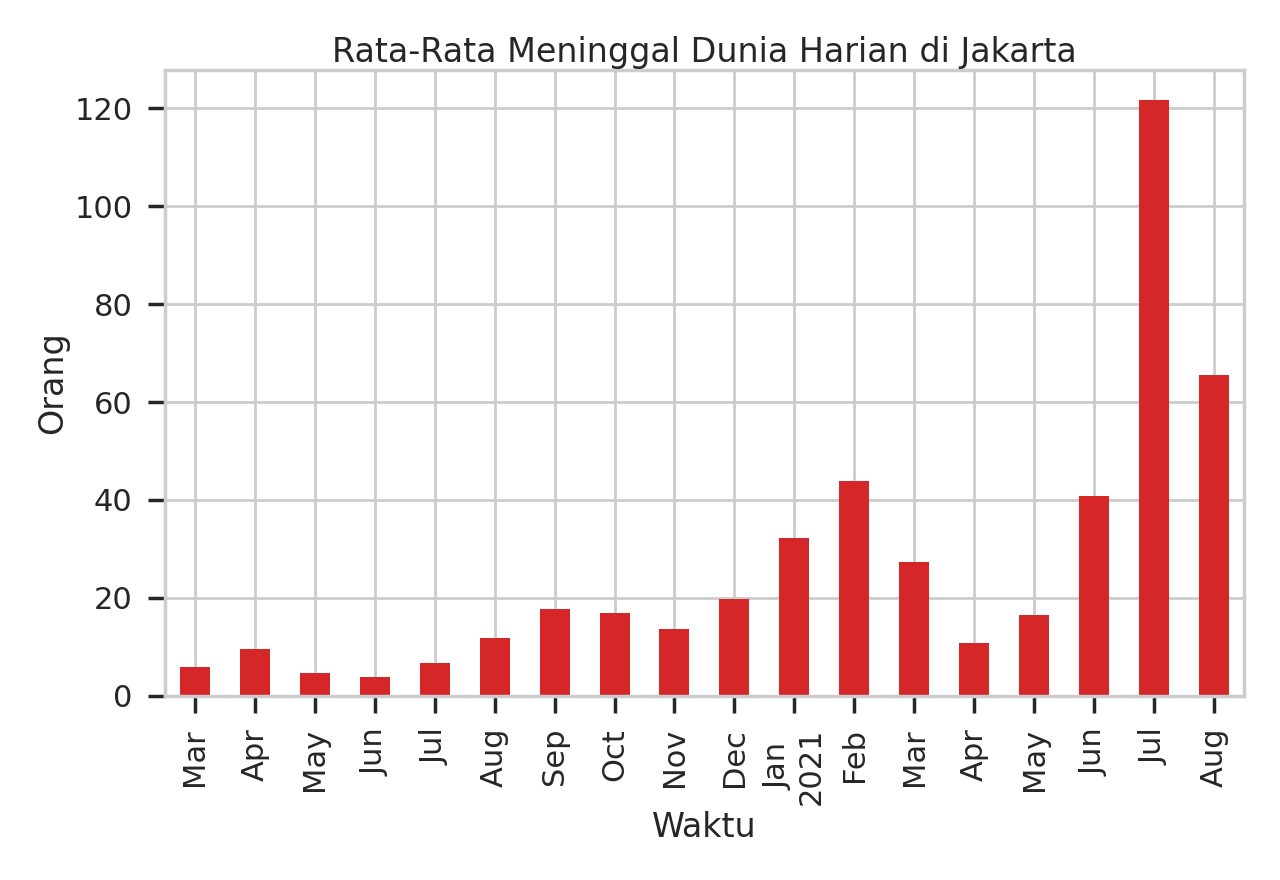 Rata-Rata Meninggal Dunia Harian di Jakarta
120
100
80
60
40
20
0
Orang
Mar
Apr
May
Jun
Jul
Aug
Sep
Oct
Nov
Dec
Jan
2021
Feb
Mar
Apr
May
Jun
Jul
Aug
Waktu